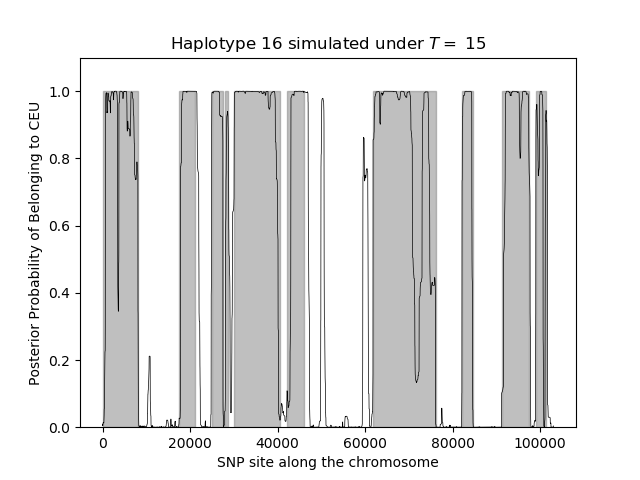 Haplotype 16 simulated under T = 15
Posterior Probability of Belonging to CEU
1.0
0.8
0.6
0.4
0.2
0.0
0 20000 40000 60000 80000 100000
SNP site along the chromosome